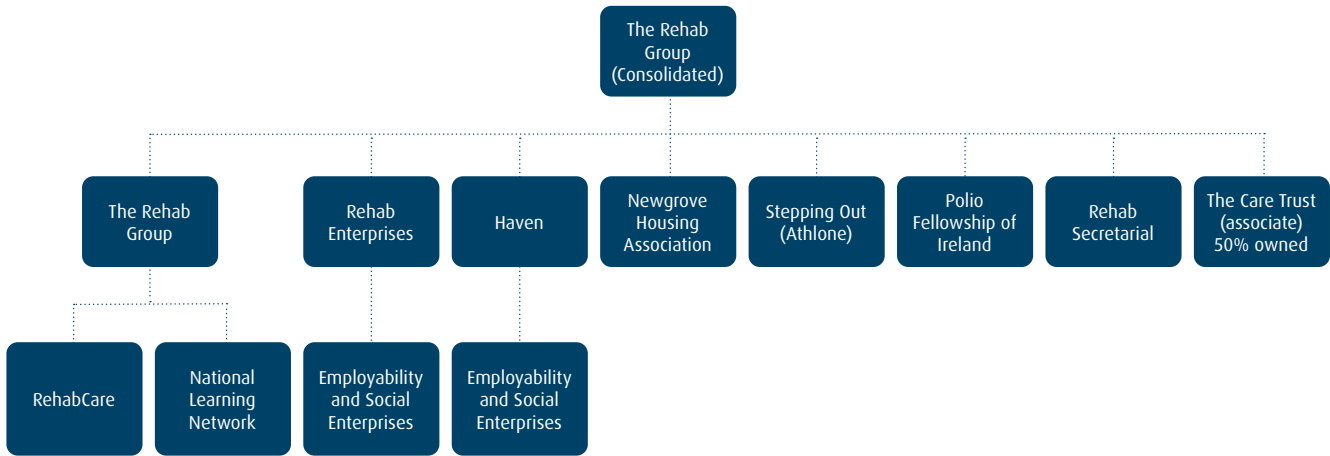 The Rehab
Group
(Consolidated)
The Rehab
Group
Rehab
Enterprises
Haven
Newgrove
Housing
Association
Stepping Out
(Athlone)
Polio
Fellowship of
Ireland
Rehab
Secretarial
The Care Trust
(associate)
50% owned
RehabCare
National
Learning
Network
Employability
and Social
Enterprises
Employability
and Social
Enterprises